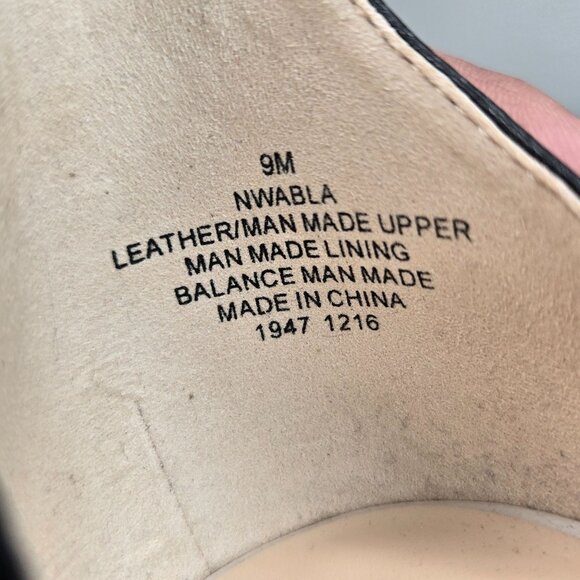 9M
NWABLA
LEATHER/MAN MADE UPPER
MAN MADE LINING
BALANCE MAN MADE
MADE IN CHINA
1947 1216